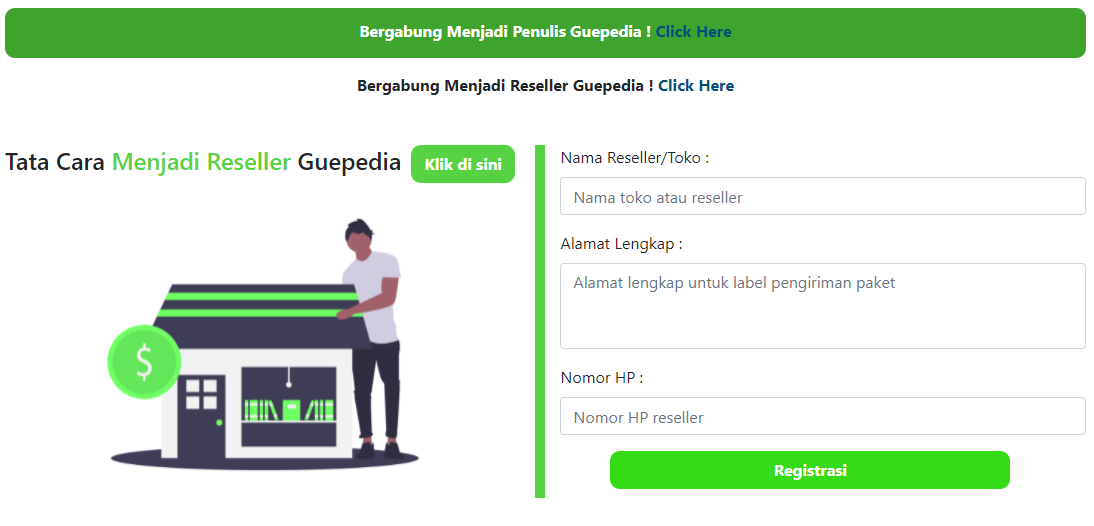 Bergabung Menjadi Penulis Guepedia ! Click Here
Bergabung Menjadi Reseller Guepedia ! Click Here
Tata Cara Menjadi Reseller Guepedia Klik di sini
$
Nama Reseller/Toko :
Nama toko atau reseller
Alamat Lengkap :
Alamat lengkap untuk label pengiriman paket
Nomor HP :
Nomor HP reseller
Registrasi